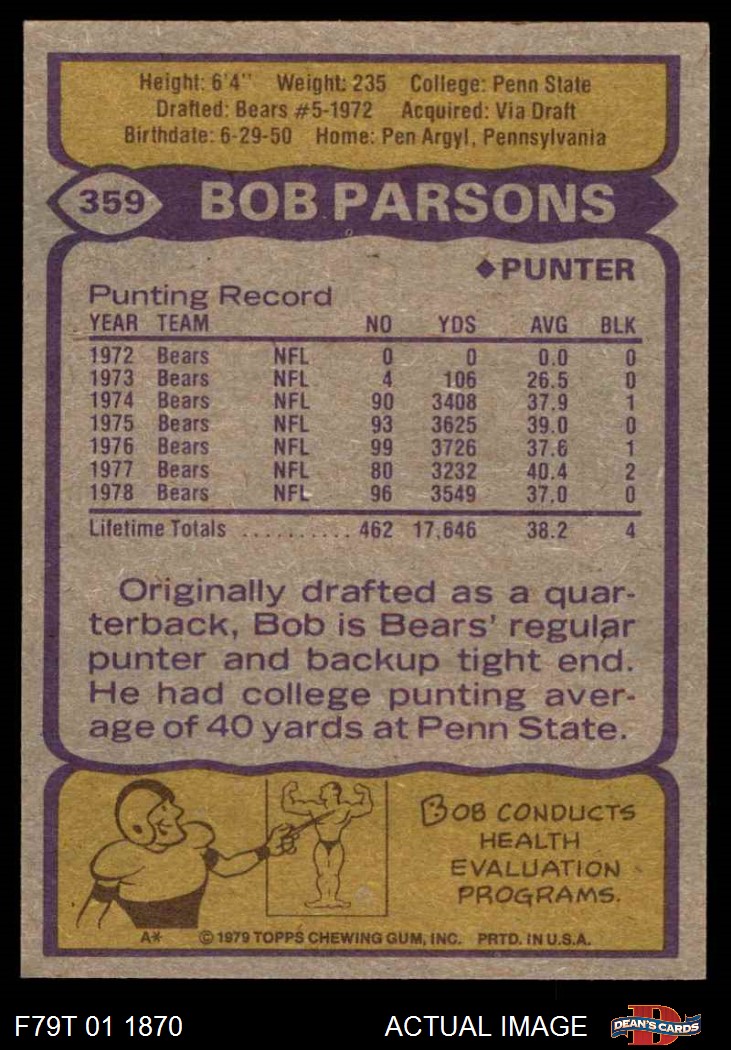 Height: 6'4" Weight: 235 College: Penn State
Drafted: Bears #5-1972 Acquired: Via Draft
Birthdate: 6-29-50 Home: Pen Argyl, Pennsylvania
359 BOB PARSONS
◆PUNTER
Punting Record
YEAR TEAM NO YDS AVG BLK
1972 Bears NFL 0 0 0.0 0
1973 Bears NFL 4 106 26.5 0
1974 Bears NFL 90 3408 37.9 1
1975 Bears NFL 93 3625 39.0 0
1976 Bears NFL 99 3726 37.6 1
1977 Bears NFL 80 3232 40.4 2
1978 Bears NFL 96 3549 37.0 0
Lifetime Totals .......... 462 17,646 38.2 4
Originally drafted as a quar-
terback, Bob is Bears' regular
punter and backup tight end.
He had college punting aver-
age of 40 yards at Penn State.
BOB CONDUCTS
HEALTH
EVALUATION
PROGRAMS.
A* © 1979 TOPPS CHEWING GUM, INC. PRTD. IN U.S.A.
F79T 01 1870 ACTUAL IMAGE DEAN'S CARDS